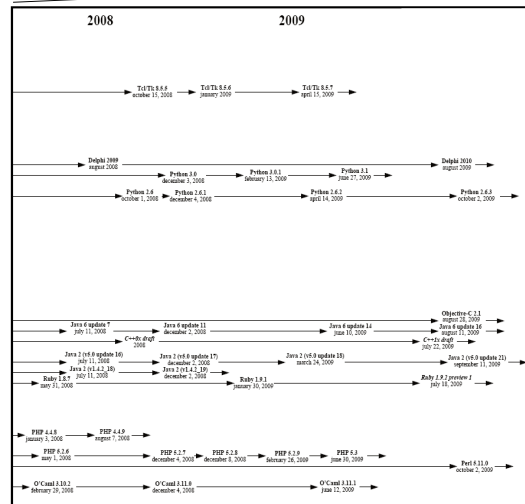 2008 2009
Tcl/Tk 8.5.5 Tcl/Tk 8.5.6 Tcl/Tk 8.5.7
october 15, 2008 january 2009 april 15, 2009
Delphi 2009 Delphi 2010
august 2008 august 2009
Python 3.0 Python 3.0.1 Python 3.1
december 3, 2008 february 13, 2009 june 27, 2009
Python 2.6 Python 2.6.1 Python 2.6.2 Python 2.6.3
october 1, 2008 december 4, 2008 april 14, 2009 october 2, 2009
Objective-C 2.1
august 28, 2009
Java 6 update 7 Java 6 update 11 Java 6 update 14 Java 6 update 16
july 11, 2008 december 2, 2008 june 10, 2009 august 11, 2009
C++0x draft C++1x draft
2008 july 22, 2009
Java 2 (v5.0 update 16) Java 2 (v5.0 update 17) Java 2 (v5.0 update 18) Java 2 (v5.0 update 21)
july 11, 2008 december 2, 2008 march 24, 2009 september 11, 2009
Java 2 (v1.4.2_18) Java 2 (v1.4.2_19)
july 11, 2008 december 2, 2008
Ruby 1.8.7 Ruby 1.9.1 Ruby 1.9.2 preview 1
may 31, 2008 january 30, 2009 july 18, 2009
PHP 4.4.8 PHP 4.4.9
january 3, 2008 august 7, 2008
PHP 5.2.6 PHP 5.2.7 PHP 5.2.8 PHP 5.2.9 PHP 5.3
may 1, 2008 december 4, 2008 december 8, 2008 february 26, 2009 june 30, 2009
Perl 5.11.0
october 2, 2009
O'Caml 3.10.2 O'Caml 3.11.0 O'Caml 3.11.1
february 29, 2008 december 4, 2008 june 12, 2009